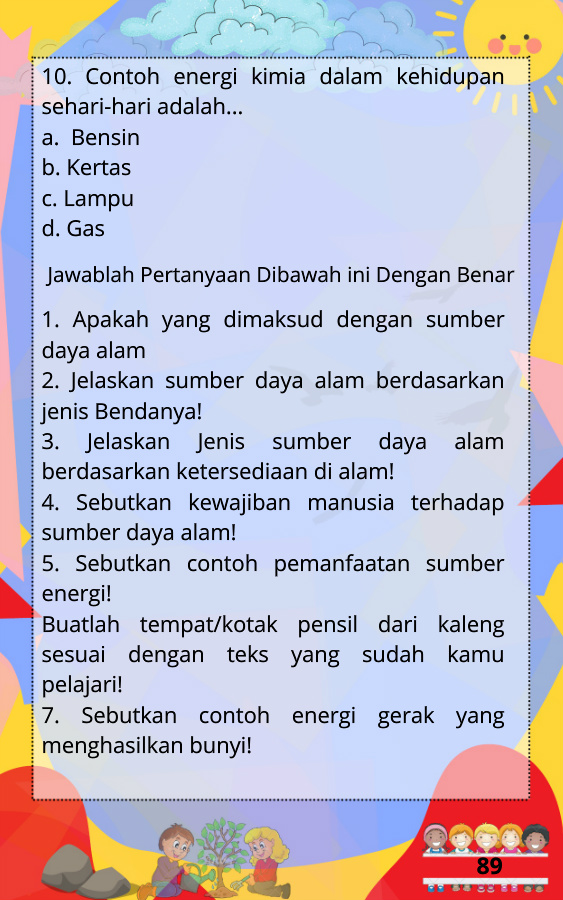 10. Contoh energi kimia dalam kehidupan
sehari-hari adalah...
a. Bensin
b. Kertas
c. Lampu
d. Gas
Jawablah Pertanyaan Dibawah ini Dengan Benar
1. Apakah yang dimaksud dengan sumber
daya alam
2. Jelaskan sumber daya alam berdasarkan
jenis Bendanya!
3. Jelaskan Jenis sumber daya alam
berdasarkan ketersediaan di alam!
4. Sebutkan kewajiban manusia terhadap
sumber daya alam!
5. Sebutkan contoh pemanfaatan sumber
energi!
Buatlah tempat/kotak pensil dari kaleng
sesuai dengan teks yang sudah kamu
pelajari!
7. Sebutkan contoh energi gerak yang
menghasilkan bunyi!
89